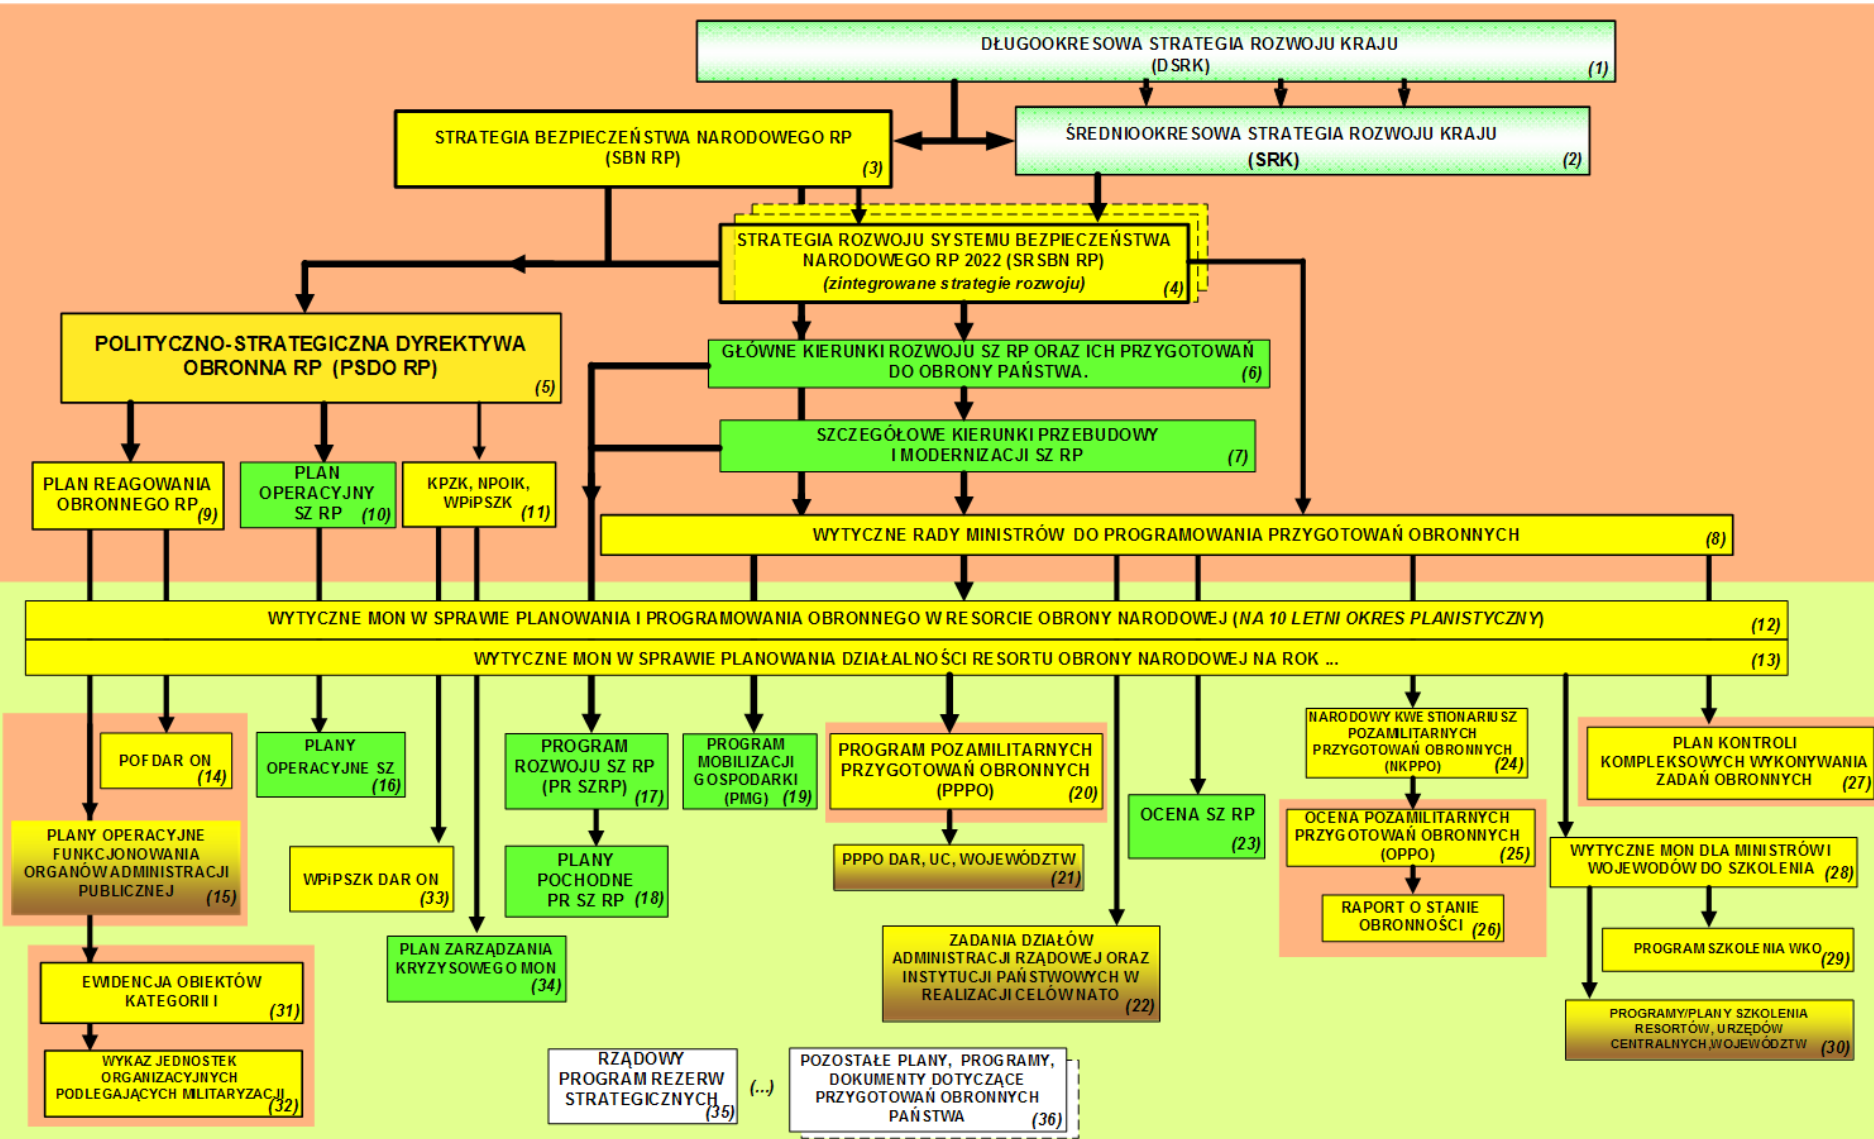 DŁUGOOKRESOWA STRATEGIA ROZWOJU KRAJU
(DSRK)
(1)
STRATEGIA BEZPIECZEŃSTWA NARODOWEGO RP
(SBN RP)
(3)
ŚREDNIOOKRESOWA STRATEGIA ROZWOJU KRAJU
(SRK)
(2)
STRATEGIA ROZWOJU SYSTEMU BEZPIECZEŃSTWA
NARODOWEGO RP 2022 (SRSBN RP)
(zintegrowane strategie rozwoju)
(4)
POLITYCZNO-STRATEGICZNA DYREKTYWA
OBRONNA RP (PSDO RP)
(5)
GŁÓWNE KIERUNKI ROZWOJU SZ RP ORAZ ICH PRZYGOTOWAŃ
DO OBRONY PAŃSTWA.
(6)
SZCZEGÓŁOWE KIERUNKI PRZEBUDOWY
I MODERNIZACJI SZ RP
(7)
PLAN REAGOWANIA
OBRONNEGO RP
(9)
PLAN
OPERACYJNY
SZ RP
(10)
KPZK, NPOIK,
WPiPSZK
(11)
WYTYCZNE RADY MINISTRÓW DO PROGRAMOWANIA PRZYGOTOWAŃ OBRONNYCH
(8)
WYTYCZNE MON W SPRAWIE PLANOWANIA I PROGRAMOWANIA OBRONNEGO W RESORCIE OBRONY NARODOWEJ (NA 10 LETNI OKRES PLANISTYCZNY)
(12)
WYTYCZNE MON W SPRAWIE PLANOWANIA DZIAŁALNOŚCI RESORTU OBRONY NARODOWEJ NA ROK ...
(13)
POF DAR ON
(14)
PLANY OPERACYJNE
FUNKCJONOWANIA
ORGANÓW ADMINISTRACJI
PUBLICZNEJ
(15)
PLANY
OPERACYJNE SZ
(16)
PROGRAM
ROZWOJU SZ RP
(PR SZRP)
(17)
PROGRAM
MOBILIZACJI
GOSPODARKI
(PMG)
(19)
PROGRAM POZAMILITARNYCH
PRZYGOTOWAŃ OBRONNYCH
(PPPO)
(20)
OCENA SZ RP
(23)
NARODOWY KWESTIONARIUSZ
POZAMILITARNYCH
PRZYGOTOWAŃ OBRONNYCH
(NKPPO)
(24)
PLAN KONTROLI
KOMPLEKSOWYCH WYKONYWANIA
ZADAŃ OBRONNYCH
(27)
WPiPSZK DAR ON
(33)
PLANY
POCHODNE
PR SZ RP
(18)
PPPO DAR, UC, WOJEWÓDZTW
(21)
OCENA POZAMILITARNYCH
PRZYGOTOWAŃ OBRONNYCH
(OPPO)
(25)
WYTYCZNE MON DLA MINISTRÓW I
WOJEWODÓW DO SZKOLENIA
(28)
RAPORT O STANIE
OBRONNOŚCI
(26)
PROGRAM SZKOLENIA WKO
(29)
PLAN ZARZĄDZANIA
KRYZYSOWEGO MON
(34)
ZADANIA DZIAŁÓW
ADMINISTRACJI RZĄDOWEJ ORAZ
INSTYTUCJI PAŃSTWOWYCH W
REALIZACJI CELÓW NATO
(22)
EWIDENCJA OBIEKTÓW
KATEGORII I
(31)
PROGRAMY/PLANY SZKOLENIA
RESORTÓW, URZĘDÓW
CENTRALNYCH,WOJEWÓDZTW
(30)
WYKAZ JEDNOSTEK
ORGANIZACYJNYCH
PODLEGAJĄCYCH MILITARYZACJI
(32)
RZĄDOWY
PROGRAM REZERW
STRATEGICZNYCH
(35)
(...)
POZOSTAŁE PLANY, PROGRAMY,
DOKUMENTY DOTYCZĄCE
PRZYGOTOWAŃ OBRONNYCH
PAŃSTWA
(36)